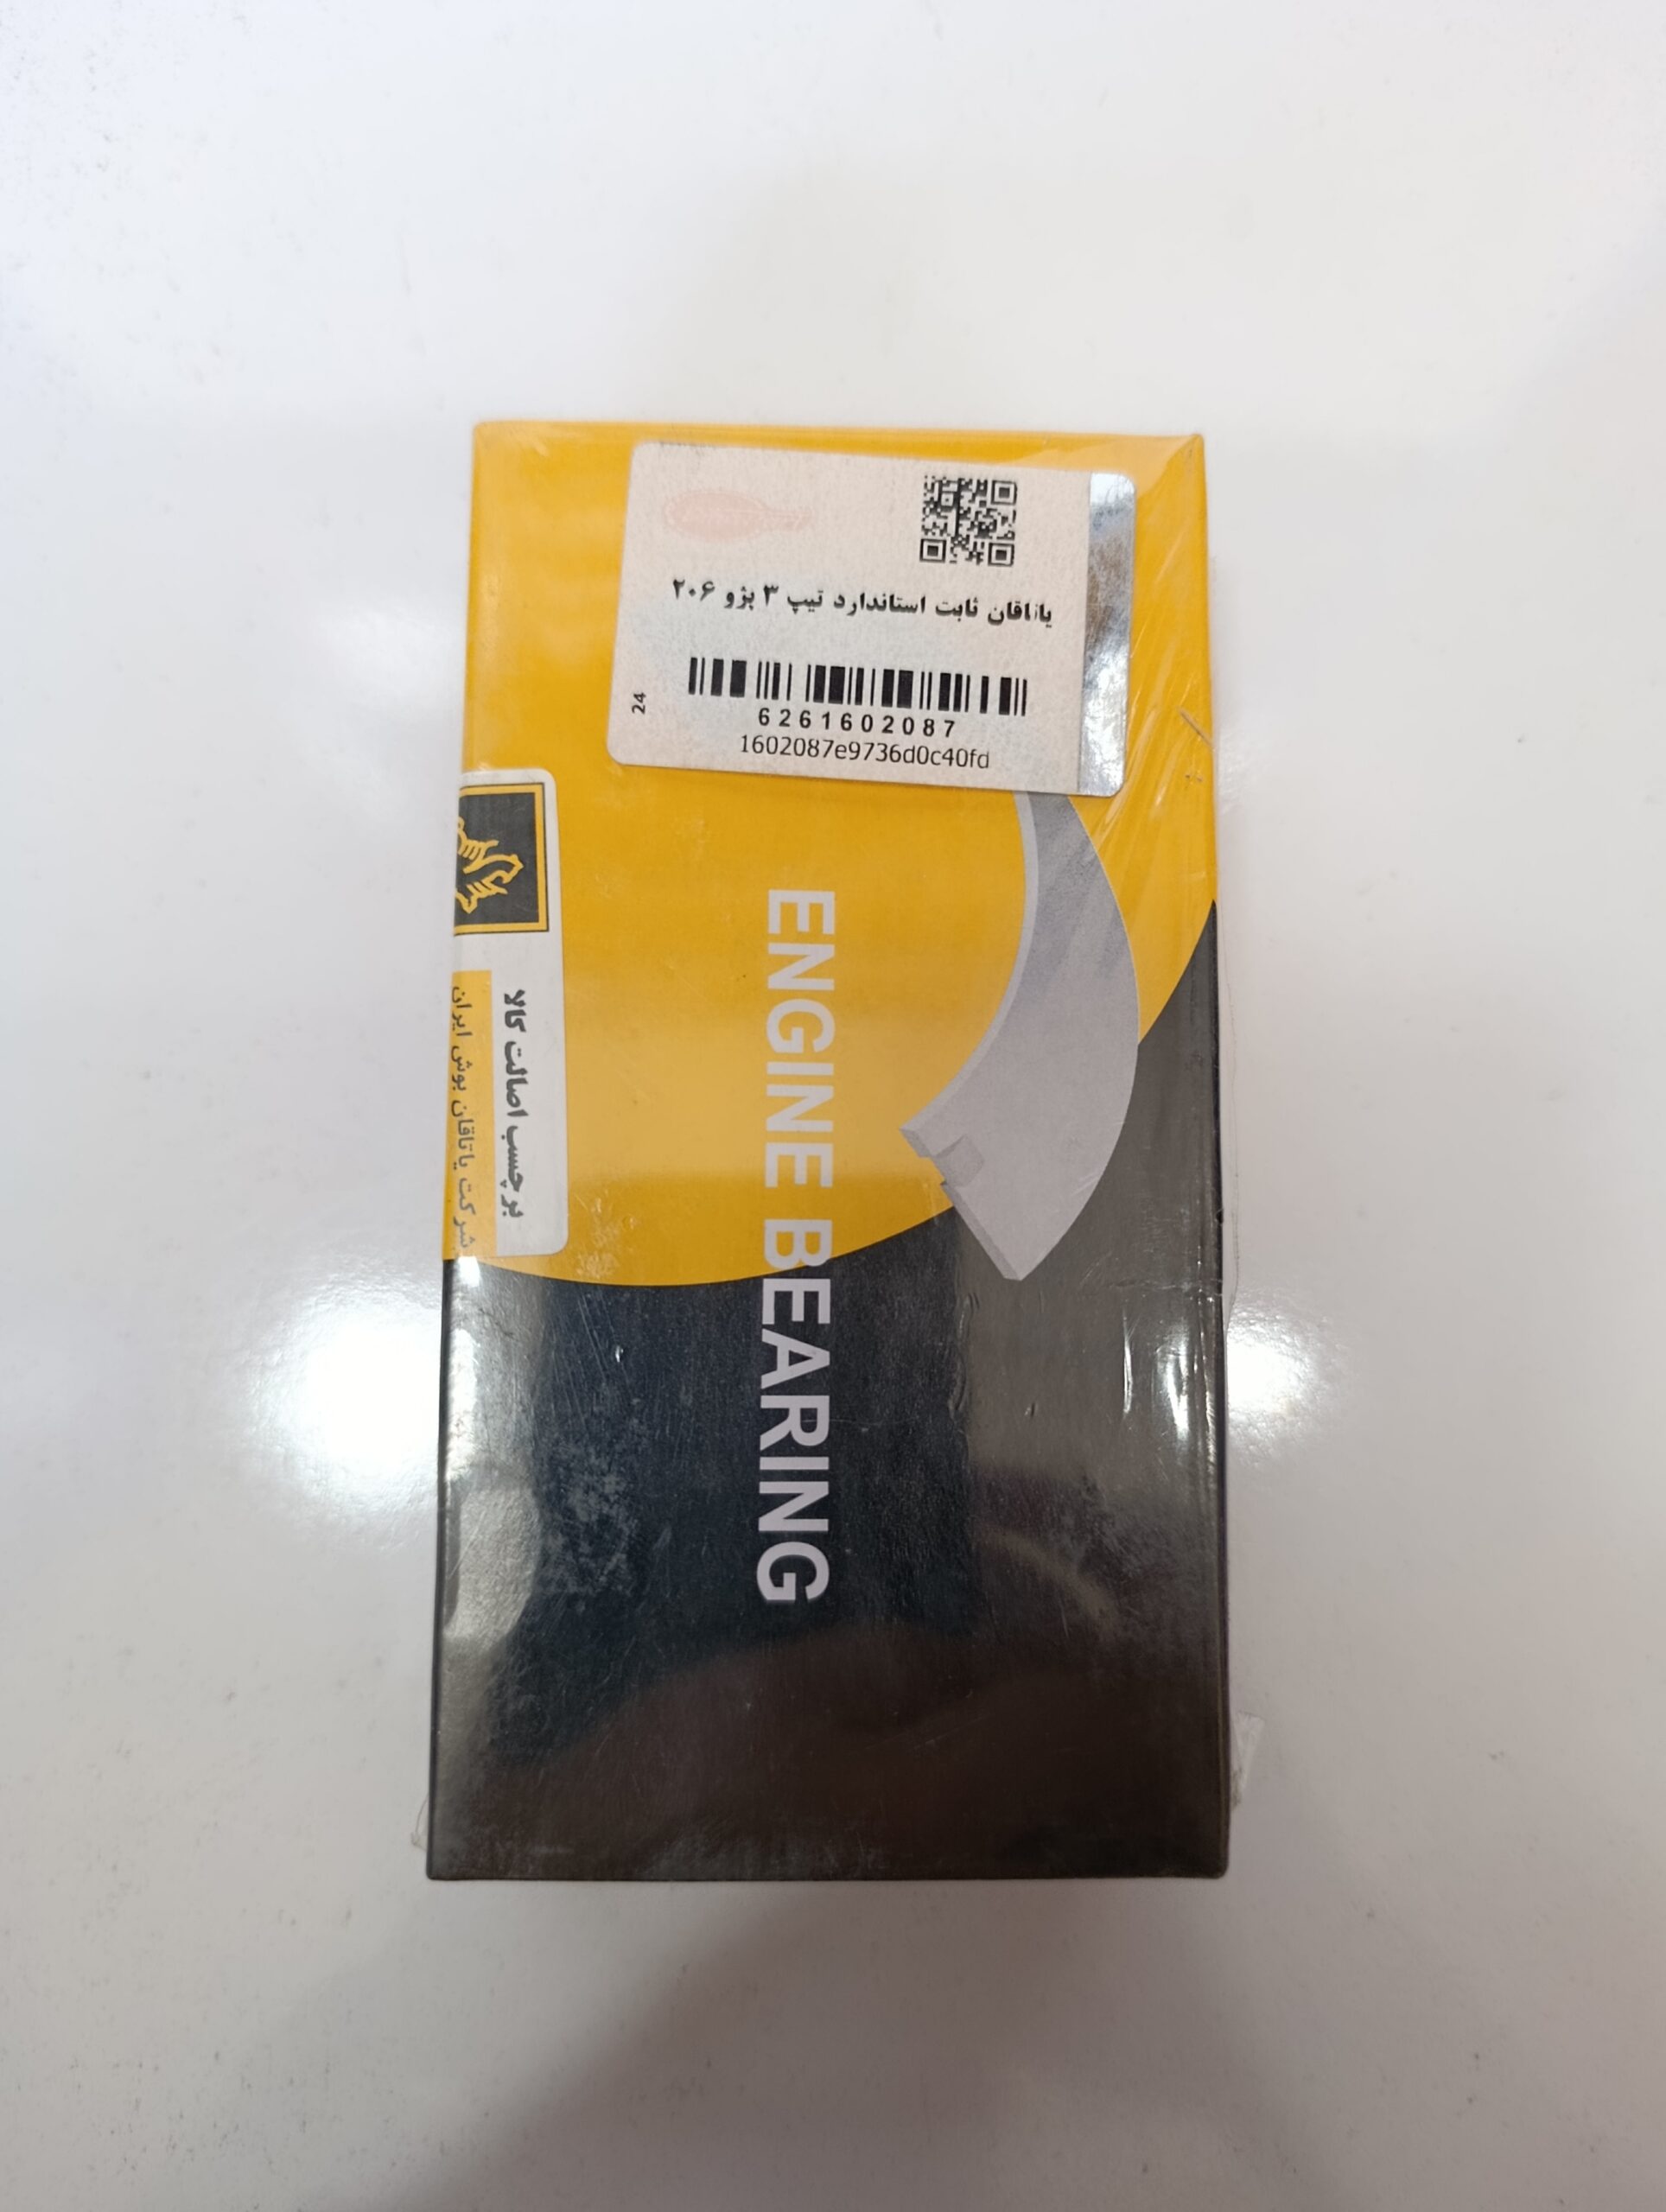 یاتاقان ثابت استاندارد تیپ ۳ پژو ۲۰۶
24
6261602087
1602087e9736d0c40fd
برچسب اصالت کالا
شرکت یاتاقان بوش ایران
ENGINE BEARING